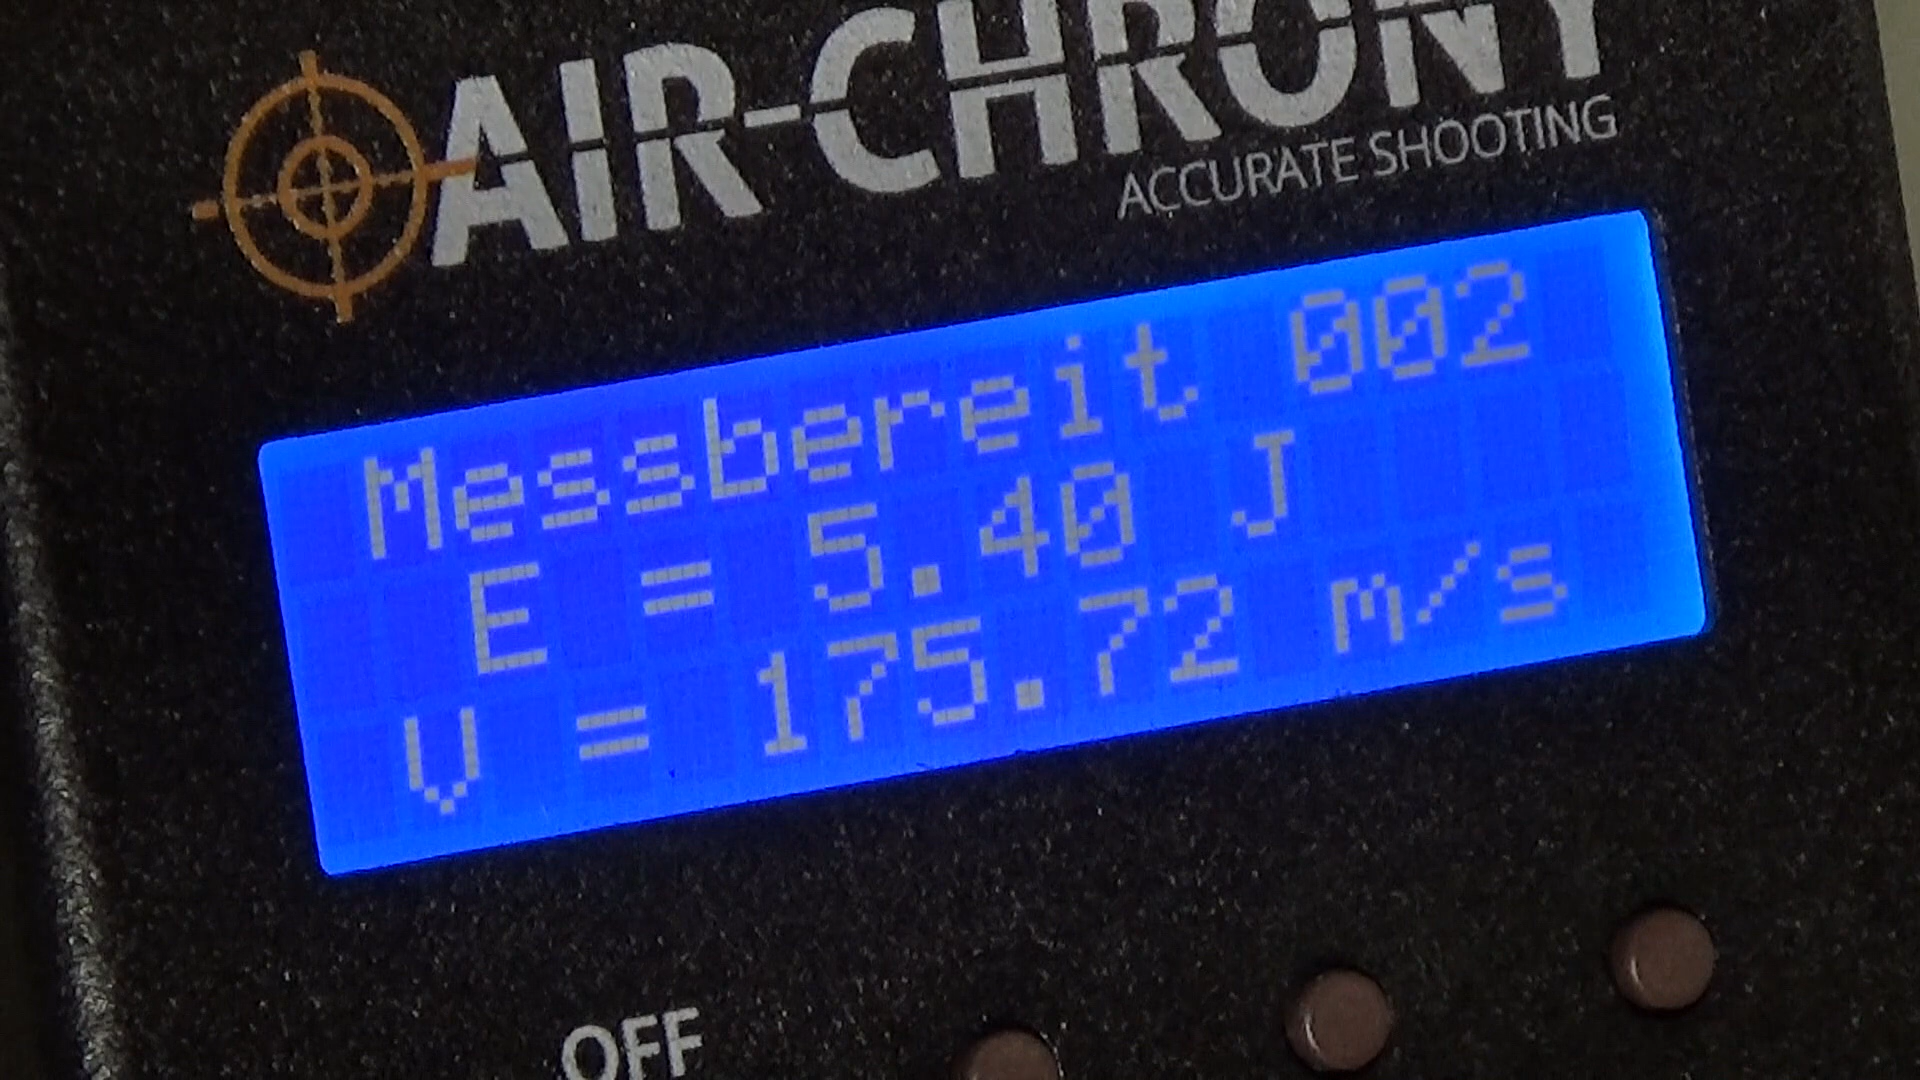 AIR-CHRONY
ACCURATE SHOOTING
Messbereit 002
E = 5.40 J
V = 175.72 m/s
OFF